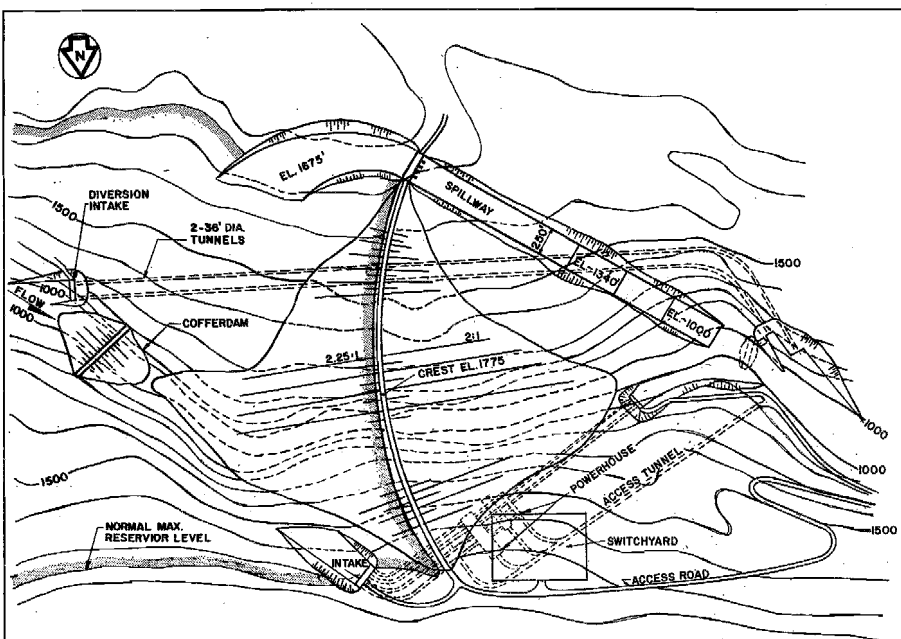 N
EL. 1675'
SPILLWAY
DIVERSION
INTAKE
1500
2-36' DIA.
TUNNELS
250'
EL.-1340
1500
1000
FLOW
1000
COFFERDAM
EL.-1000
2.25:1
2:1
CREST EL. 1775
1000
POWERHOUSE
ACCESS TUNNEL
1000
1500
1500
NORMAL MAX.
RESERVIOR LEVEL
SWITCHYARD
INTAKE
ACCESS ROAD